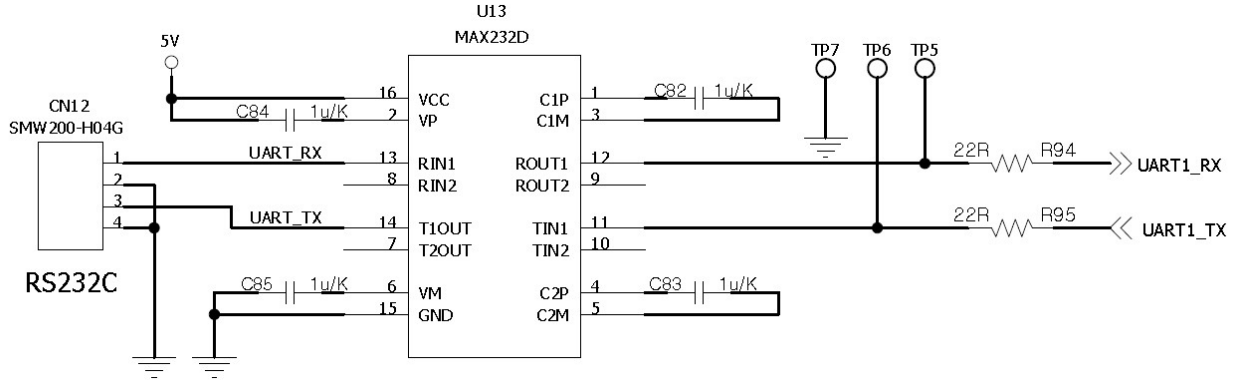 U13
MAX232D
5V
TP7 TP6 TP5
CN12
SMW200-H04G
16 VCC C1P 1 C82 1u/K
C84 1u/K 2 VP C1M 3
1 UART_RX 13 RIN1 ROUT1 12 22R R94 UART1_RX
2 8 RIN2 ROUT2 9
3 UART_TX 14 T1OUT TIN1 11 22R R95 UART1_TX
4 7 T2OUT TIN2 10
RS232C
C85 1u/K 6 VM C2P 4 C83 1u/K
15 GND C2M 5